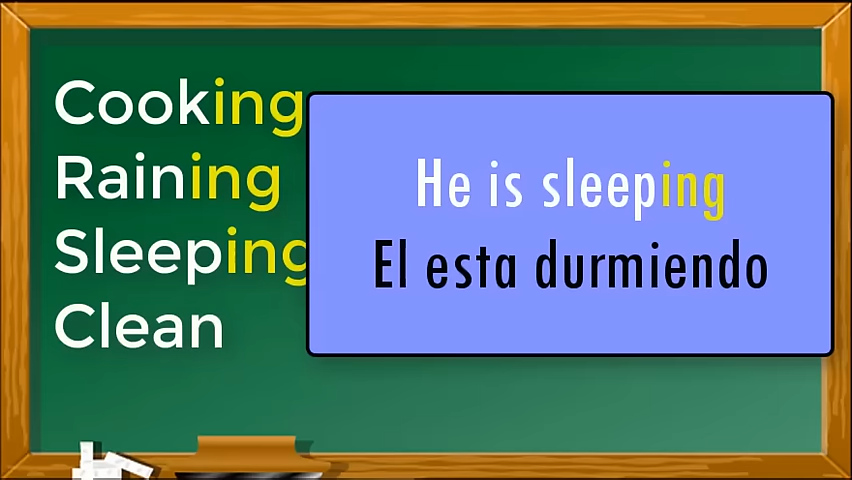 Cooking
Raining
Sleeping
Clean
He is sleeping
El esta durmiendo